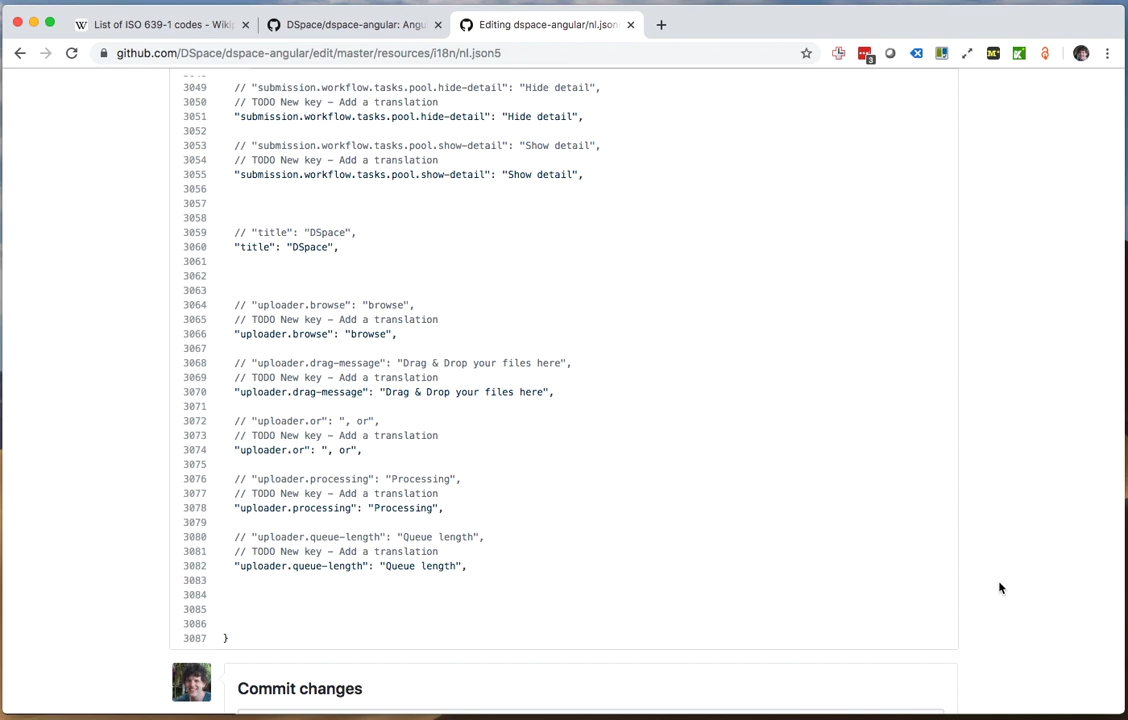 List of ISO 639-1 codes - Wiki
DSpace/dspace-angular: Angu
Editing dspace-angular/nl.json
github.com/DSpace/dspace-angular/edit/master/resources/i18n/nl.json5
3
3049 // "submission.workflow.tasks.pool.hide-detail": "Hide detail",
3050 // TODO New key - Add a translation
3051 "submission.workflow.tasks.pool.hide-detail": "Hide detail",
3052
3053 // "submission.workflow.tasks.pool.show-detail": "Show detail",
3054 // TODO New key - Add a translation
3055 "submission.workflow.tasks.pool.show-detail": "Show detail",
3056
3057
3058
3059 // "title": "DSpace",
3060 "title": "DSpace",
3061
3062
3063
3064 // "uploader.browse": "browse",
3065 // TODO New key - Add a translation
3066 "uploader.browse": "browse",
3067
3068 // "uploader.drag-message": "Drag & Drop your files here",
3069 // TODO New key - Add a translation
3070 "uploader.drag-message": "Drag & Drop your files here",
3071
3072 // "uploader.or": ", or",
3073 // TODO New key - Add a translation
3074 "uploader.or": ", or",
3075
3076 // "uploader.processing": "Processing",
3077 // TODO New key - Add a translation
3078 "uploader.processing": "Processing",
3079
3080 // "uploader.queue-length": "Queue length",
3081 // TODO New key - Add a translation
3082 "uploader.queue-length": "Queue length",
3083
3084
3085
3086
3087 }
Commit changes